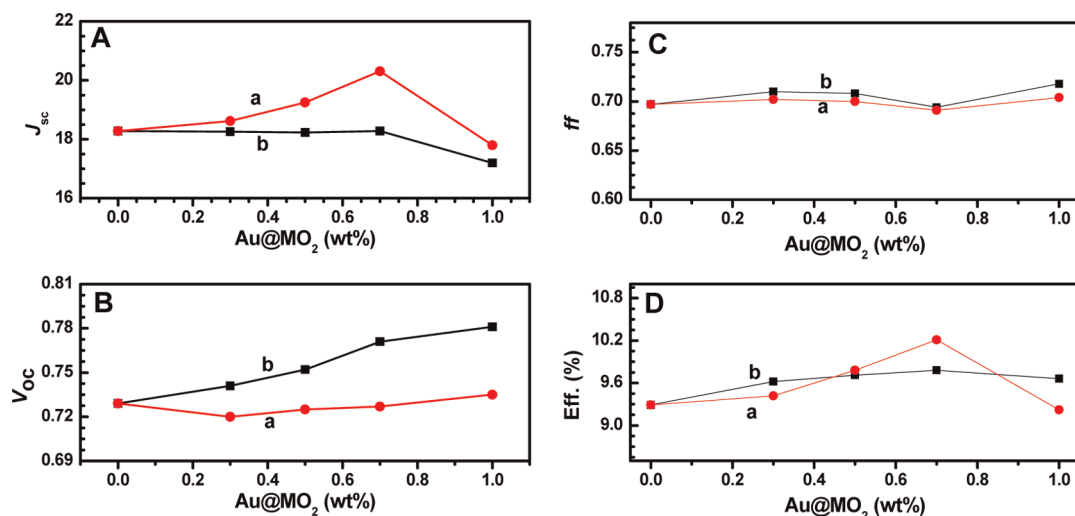 A
22
20
18
16
J_sc
a
b
0.0 0.2 0.4 0.6 0.8 1.0
Au@MO₂ (wt%)
C
0.75
0.70
0.65
0.60
ff
b
a
0.0 0.2 0.4 0.6 0.8 1.0
Au@MO₂ (wt%)
B
0.81
0.78
0.75
0.72
0.69
V_OC
b
a
0.0 0.2 0.4 0.6 0.8 1.0
Au@MO₂ (wt%)
D
10.8
10.2
9.6
9.0
Eff. (%)
b
a
0.0 0.2 0.4 0.6 0.8 1.0
Au@MO₂ (wt%)